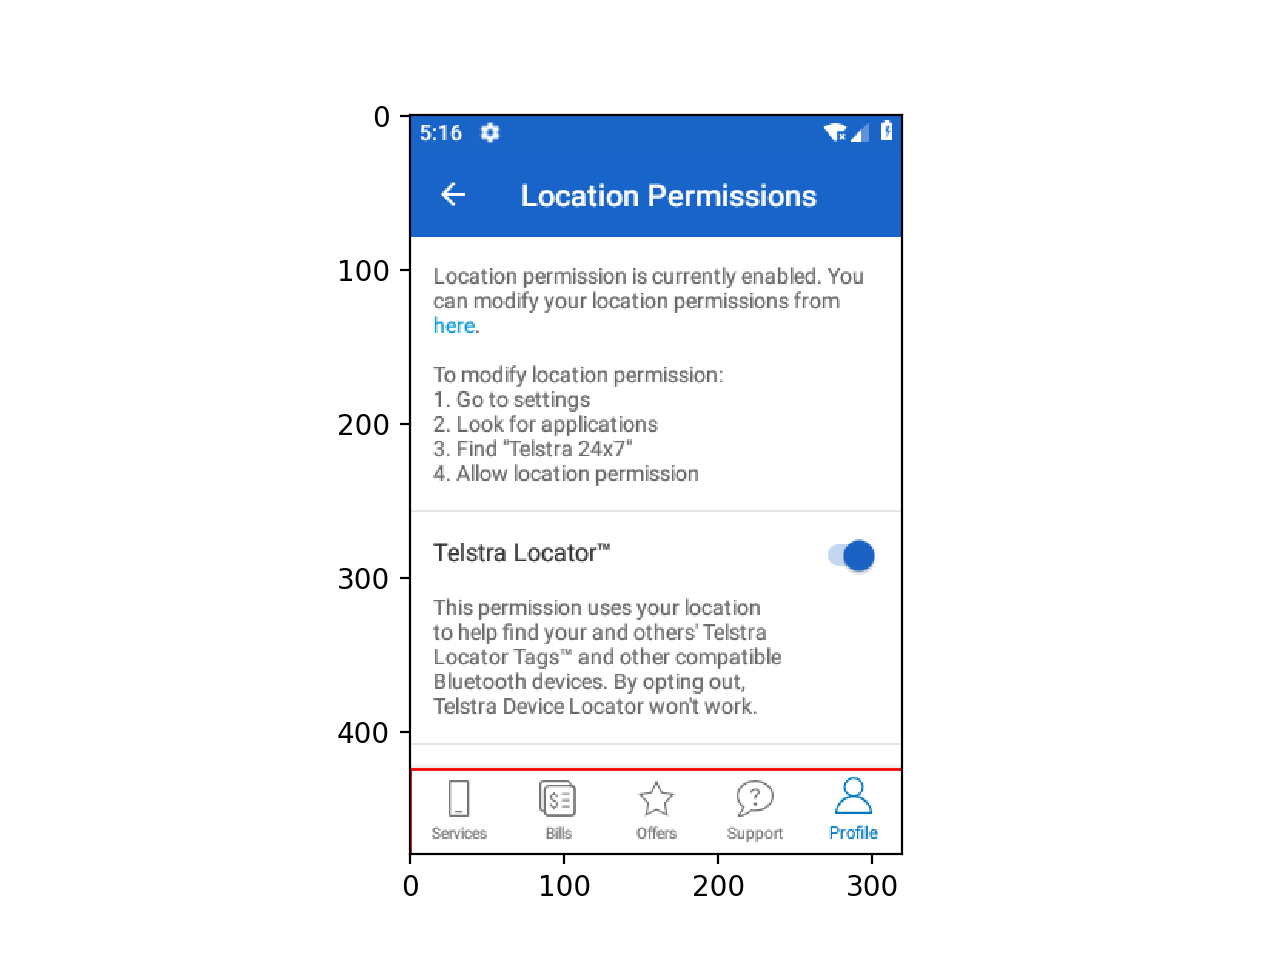 0
100
200
300
400
5:16
Location Permissions
Location permission is currently enabled. You
can modify your location permissions from
here.
To modify location permission:
1. Go to settings
2. Look for applications
3. Find "Telstra 24x7"
4. Allow location permission
Telstra Locator™
This permission uses your location
to help find your and others' Telstra
Locator Tags™ and other compatible
Bluetooth devices. By opting out,
Telstra Device Locator won't work.
Services Bills Offers Support Profile
0 100 200 300